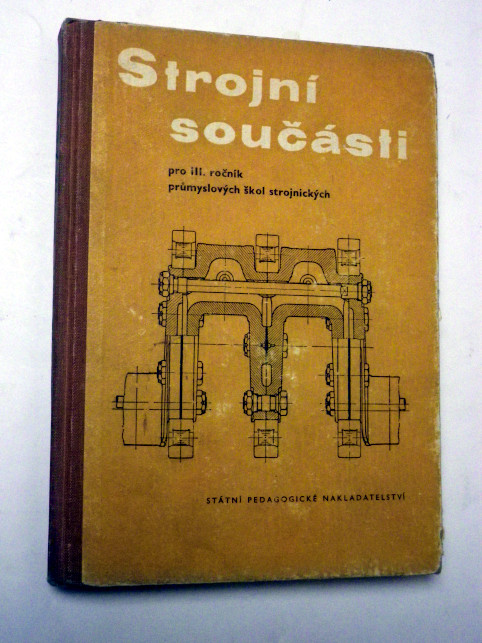 Strojní
součásti
pro III. ročník
průmyslových škol strojnických
STÁTNÍ PEDAGOGICKÉ NAKLADATELSTVÍ